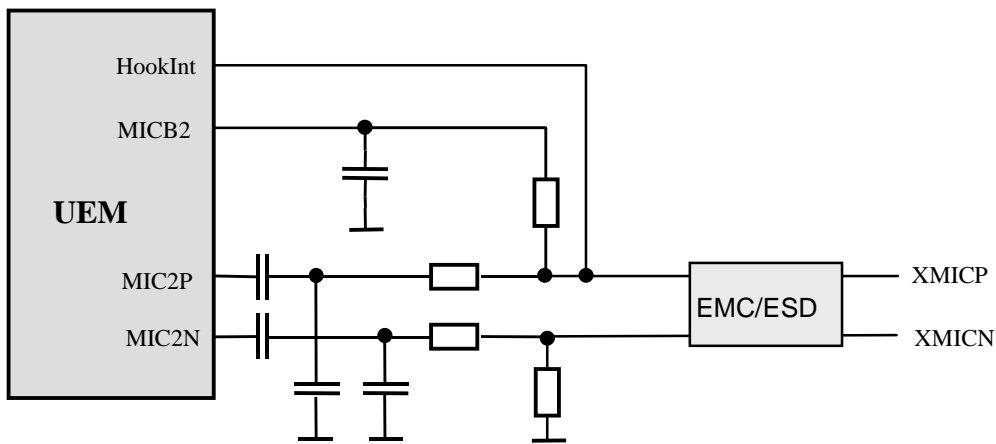 HookInt
MICB2
UEM
MIC2P
XMICP
EMC/ESD
MIC2N
XMICN